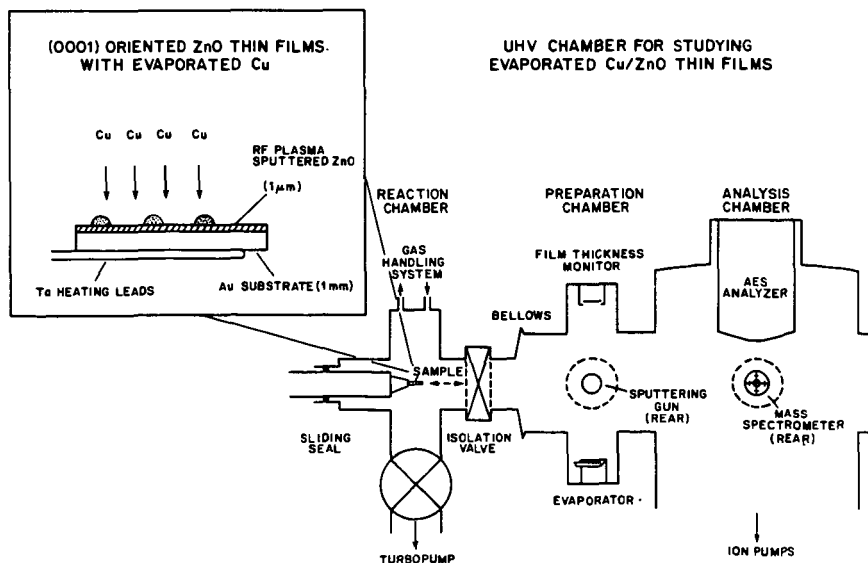 (0001) ORIENTED ZnO THIN FILMS.
WITH EVAPORATED Cu
Cu Cu Cu Cu
RF PLASMA
SPUTTERED ZnO
(1μm)
Ta HEATING LEADS
Au SUBSTRATE (1mm)
UHV CHAMBER FOR STUDYING
EVAPORATED Cu/ZnO THIN FILMS
REACTION
CHAMBER
PREPARATION
CHAMBER
ANALYSIS
CHAMBER
GAS
HANDLING
SYSTEM
FILM THICKNESS
MONITOR
AES
ANALYZER
BELLOWS
SAMPLE
SPUTTERING
GUN
(REAR)
MASS
SPECTROMETER
(REAR)
SLIDING
SEAL
ISOLATION
VALVE
EVAPORATOR
TURBOPUMP
ION PUMPS